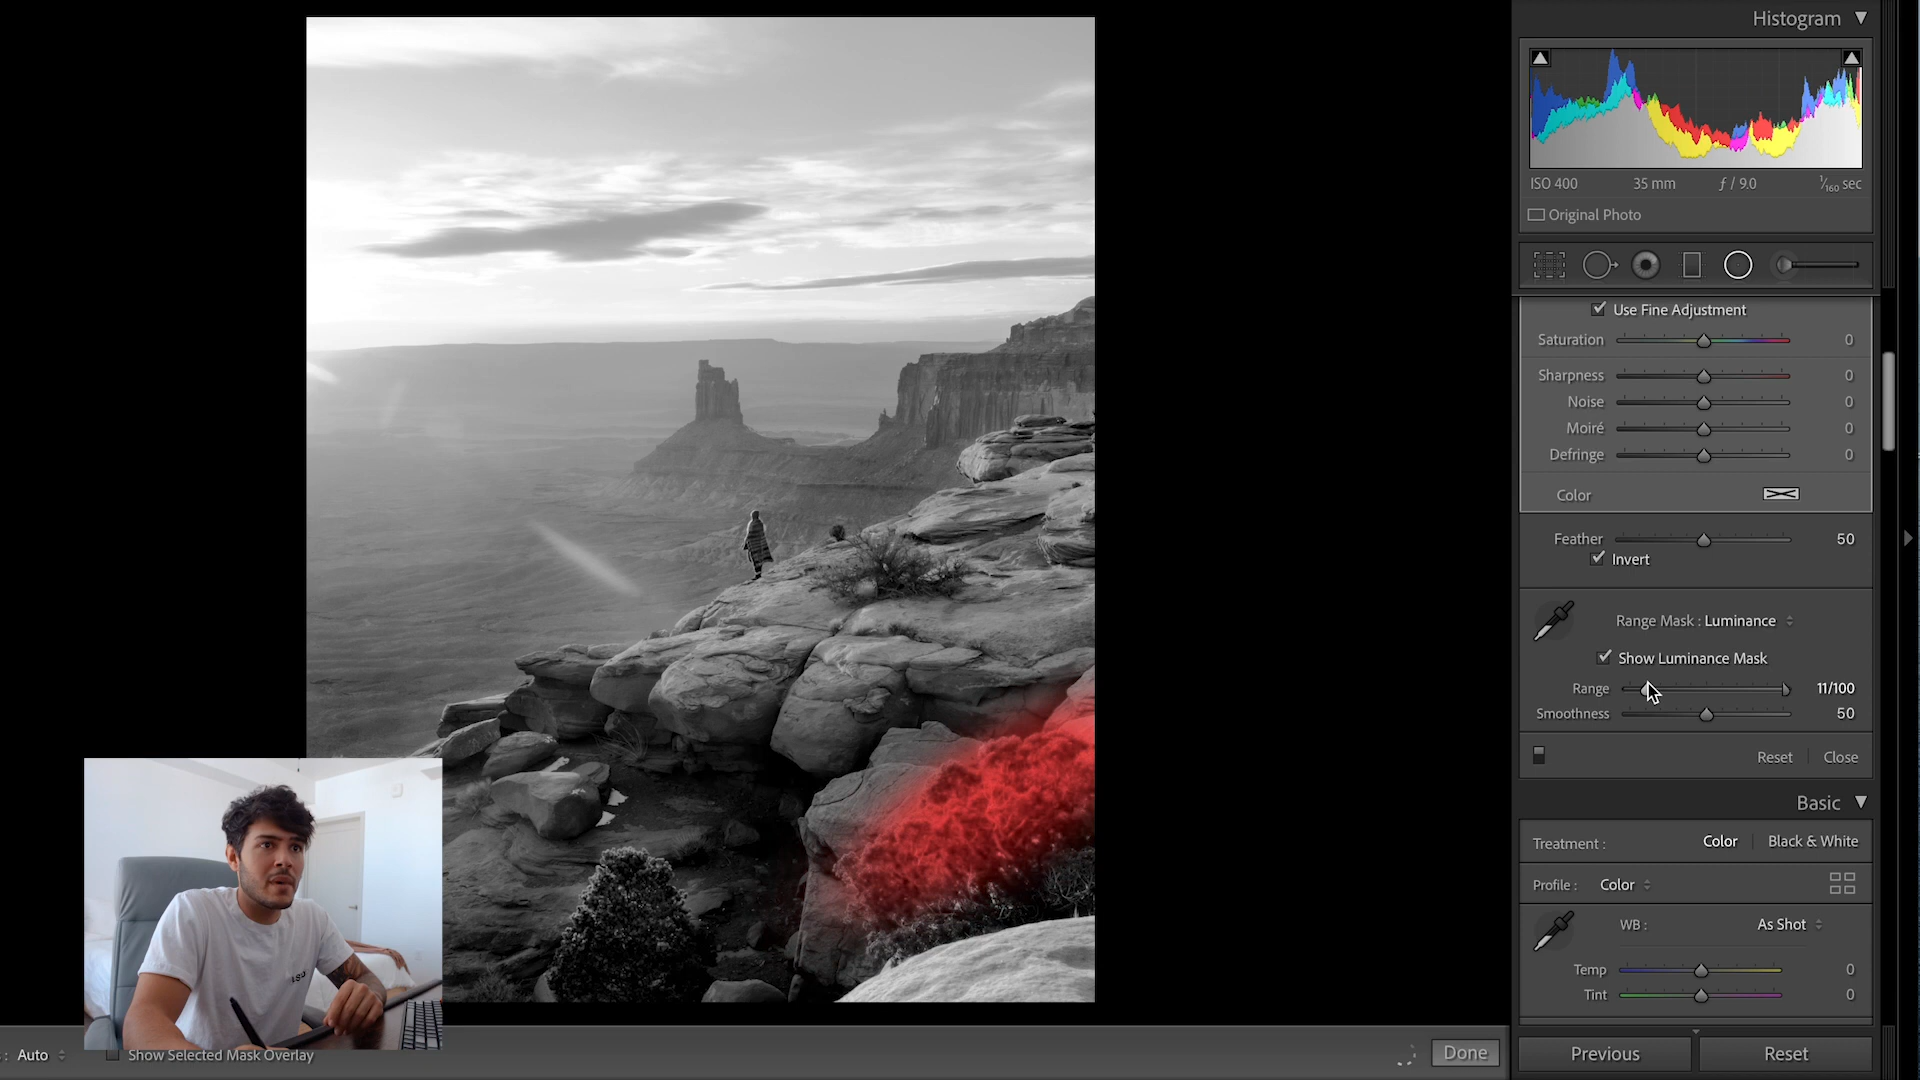 Histogram
ISO 400 35 mm ƒ / 9.0 1/160 sec
Original Photo
Use Fine Adjustment
Saturation 0
Sharpness 0
Noise 0
Moiré 0
Defringe 0
Color
Feather 50
Invert
Range Mask : Luminance
Show Luminance Mask
Range 11/100
Smoothness 50
Reset Close
Basic
Treatment : Color Black & White
Profile : Color
WB : As Shot
Temp 0
Tint 0
Previous Reset
: Auto Show Selected Mask Overlay Done
ISO